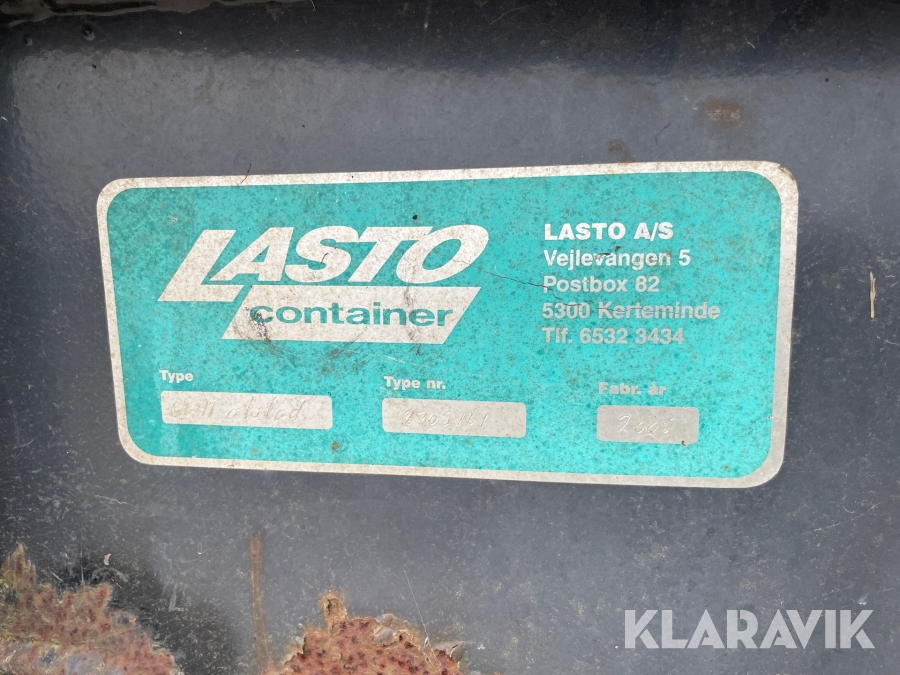 LASTO
container
LASTO A/S
Vejlevangen 5
Postbox 82
5300 Kerteminde
Tlf. 6532 3434
Type
Type nr.
Fabr. år
KLARAVIK